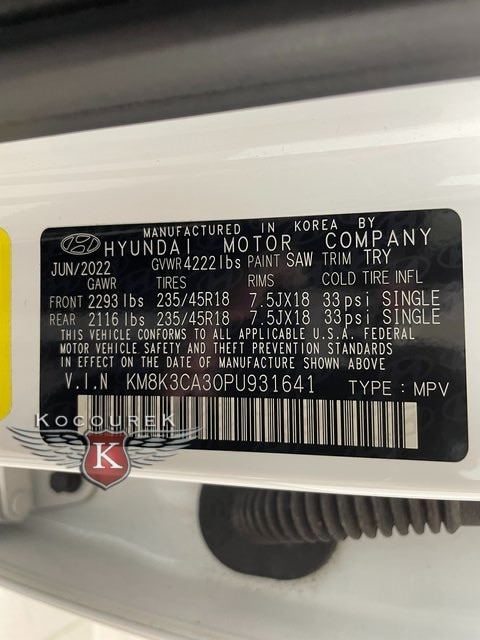 MANUFACTURED IN KOREA BY
HYUNDAI MOTOR COMPANY
JUN/2022 GVWR 4222lbs PAINT SAW TRIM TRY
GAWR TIRES RIMS COLD TIRE INFL
FRONT 2293lbs 235/45R18 7.5JX18 33psi SINGLE
REAR 2116lbs 235/45R18 7.5JX18 33psi SINGLE
THIS VEHICLE CONFORMS TO ALL APPLICABLE U.S.A. FEDERAL
MOTOR VEHICLE SAFETY AND THEFT PREVENTION STANDARDS
IN EFFECT ON THE DATE OF MANUFACTURE SHOWN ABOVE
V.I.N KM8K3CA30PU931641 TYPE : MPV
KOCOUREK
K